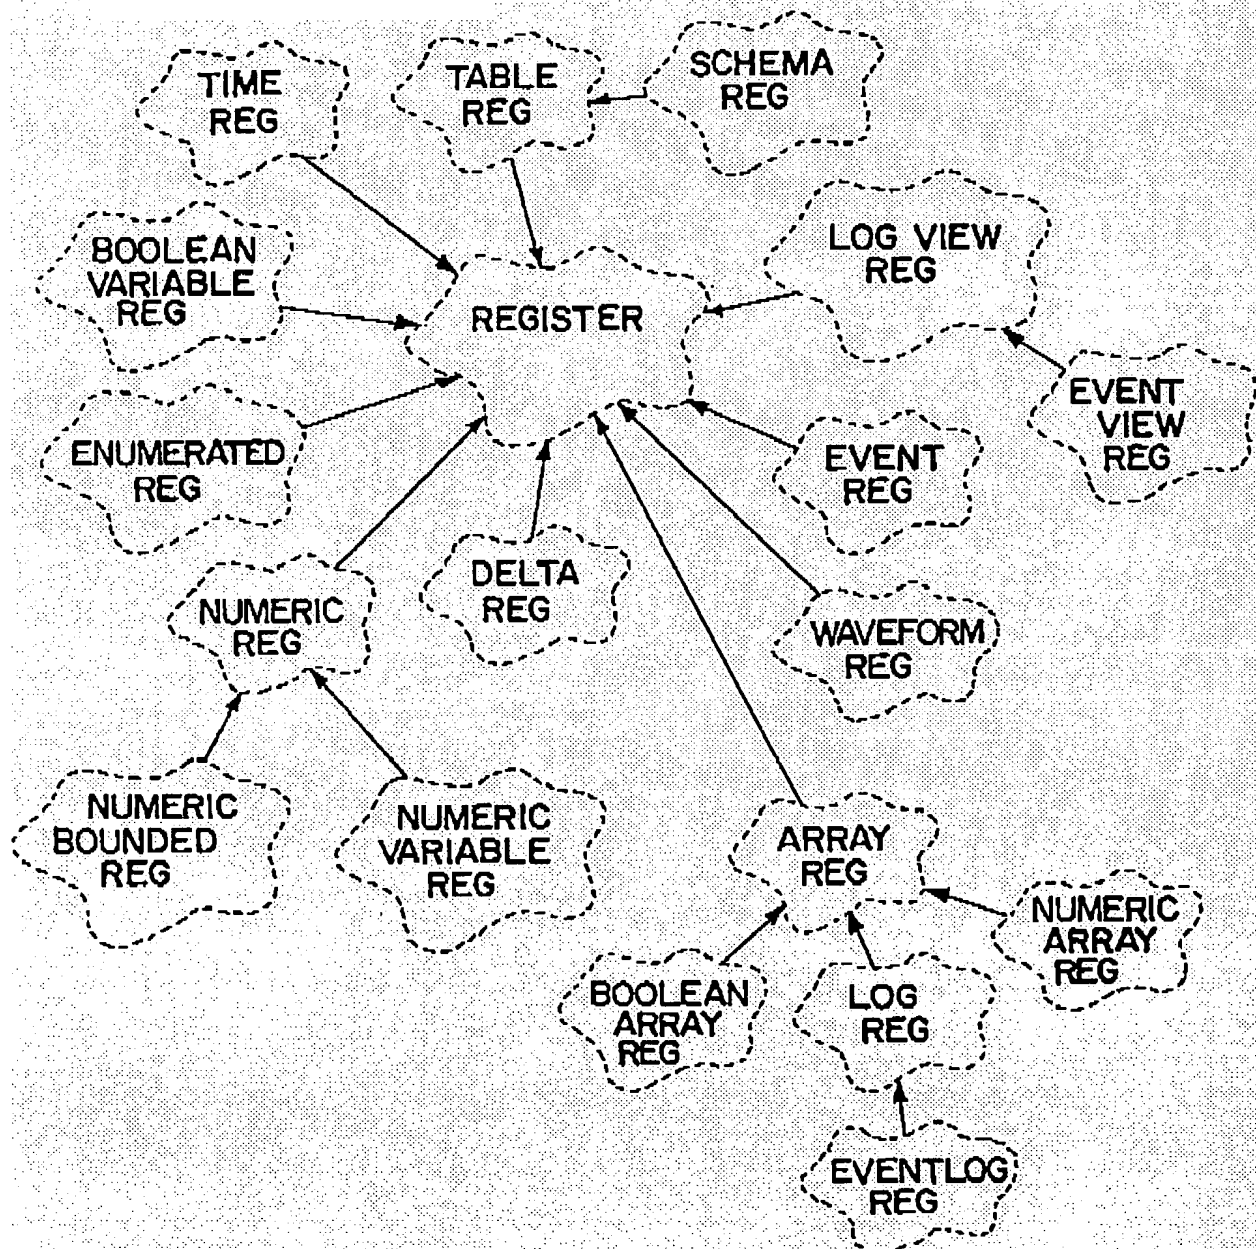 TIME
REG
TABLE
REG
SCHEMA
REG
BOOLEAN
VARIABLE
REG
REGISTER
LOG VIEW
REG
EVENT
VIEW
REG
ENUMERATED
REG
EVENT
REG
NUMERIC
REG
DELTA
REG
WAVEFORM
REG
NUMERIC
BOUNDED
REG
NUMERIC
VARIABLE
REG
ARRAY
REG
NUMERIC
ARRAY
REG
BOOLEAN
ARRAY
REG
LOG
REG
EVENTLOG
REG